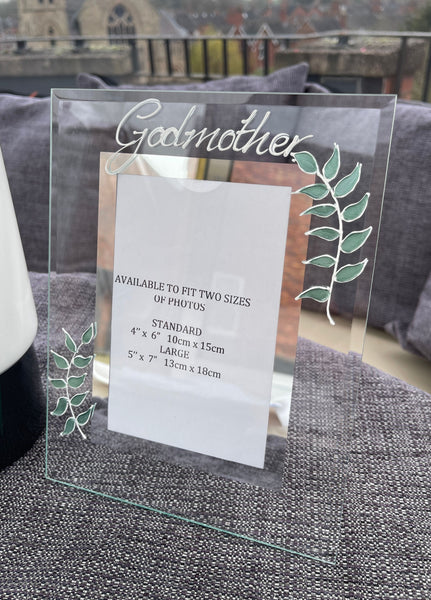 Godmother
AVAILABLE TO FIT TWO SIZES
OF PHOTOS
STANDARD
4’’ x 6’’ 10cm x 15cm
LARGE
5’’ x 7’’ 13cm x 18cm